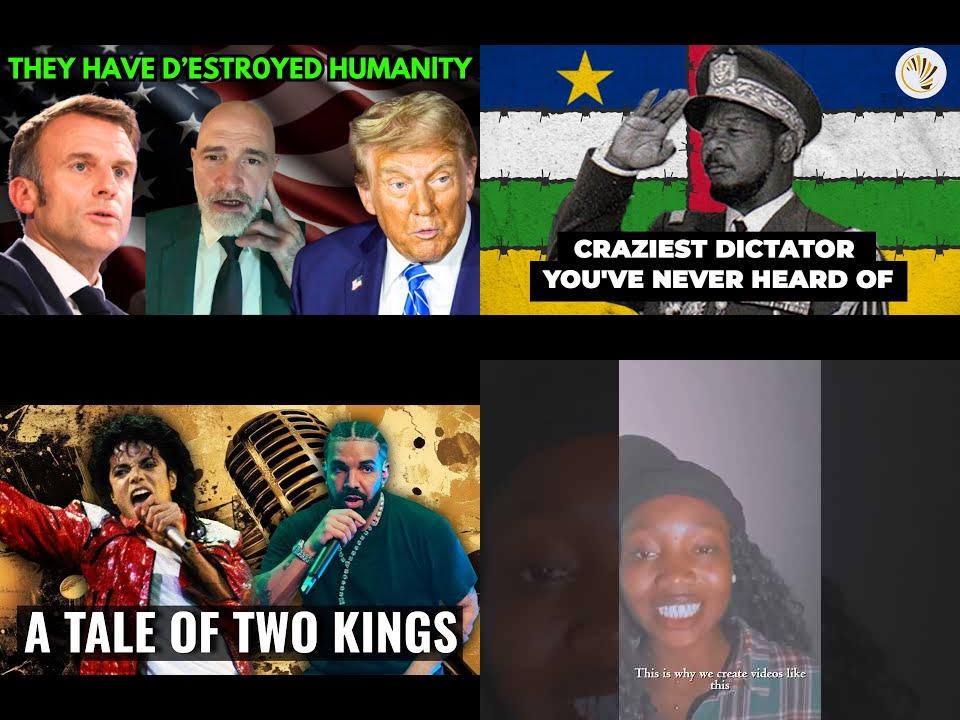 THEY HAVE D'ESTR0YED HUMANITY
CRAZIEST DICTATOR
YOU'VE NEVER HEARD OF
A TALE OF TWO KINGS
This is why we create videos like
this